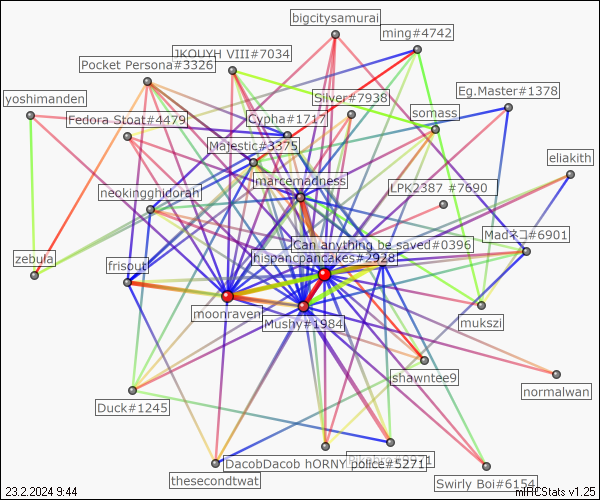 bigcitysamurai
ming#4742
JKOUYH VIII#7034
Pocket Persona#3326
Eg.Master#1378
yoshimanden
Silver#7938
somass
Fedora Stoat#4479
Cypha#1717
Majestic#3375
eliakith
marcemadness
LPK2387 #7690
neokingghidorah
Madネコ#6901
Can anything be saved#0396
zebula
frisout
hispancpancakes#2928
moonraven
Mushy#1984
mukszi
shawntee9
normalwan
Duck#1245
DacobDacob hORNY police#5271
thesecondtwat
Swirly Boi#6154
23.2.2024 9:44
mIRCStats v1.25